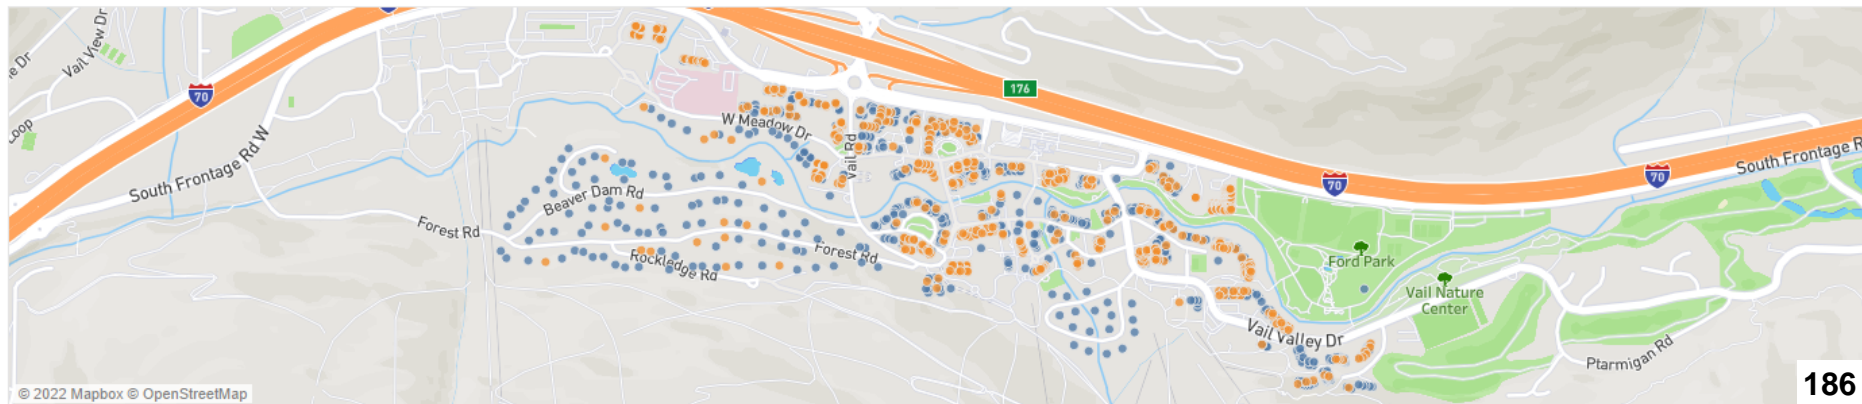 Vail View Dr
e Dr
Loop
70
South Frontage Rd W
176
W Meadow Dr
Vail Rd
Beaver Dam Rd
Forest Rd
Rockledge Rd
Forest Rd
70
70
South Frontage R
Ford Park
Vail Nature
Center
Vail Valley Dr
Ptarmigan Rd
© 2022 Mapbox © OpenStreetMap
186